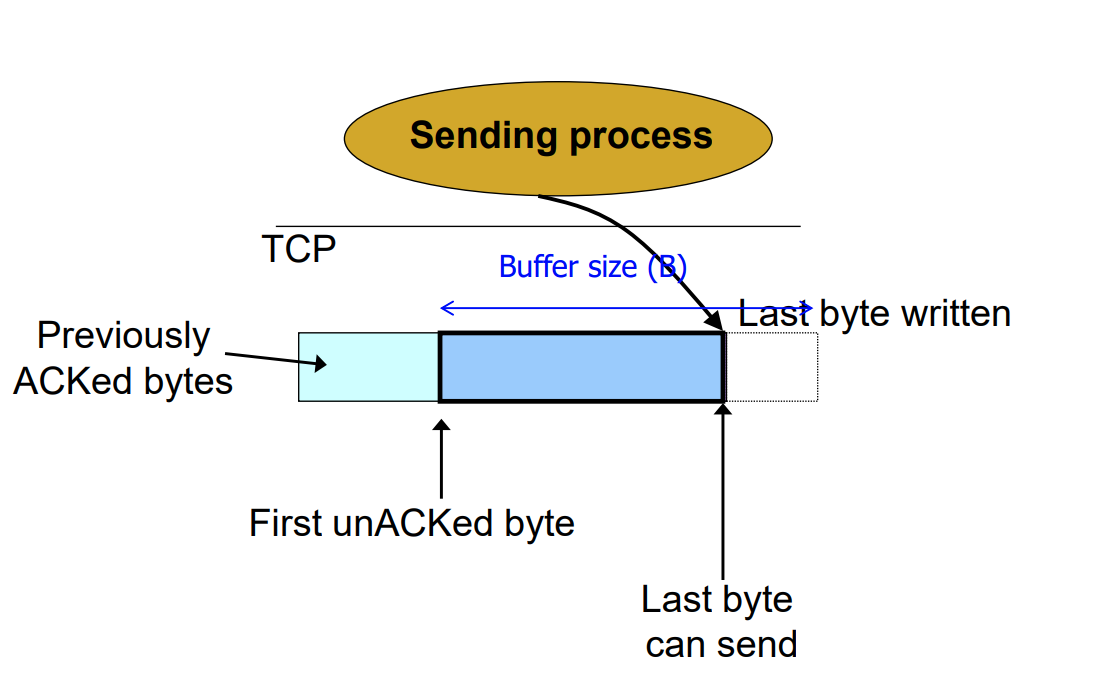 Sending process
TCP
Buffer size (B)
Last byte written
Previously
ACKed bytes
First unACKed byte
Last byte
can send